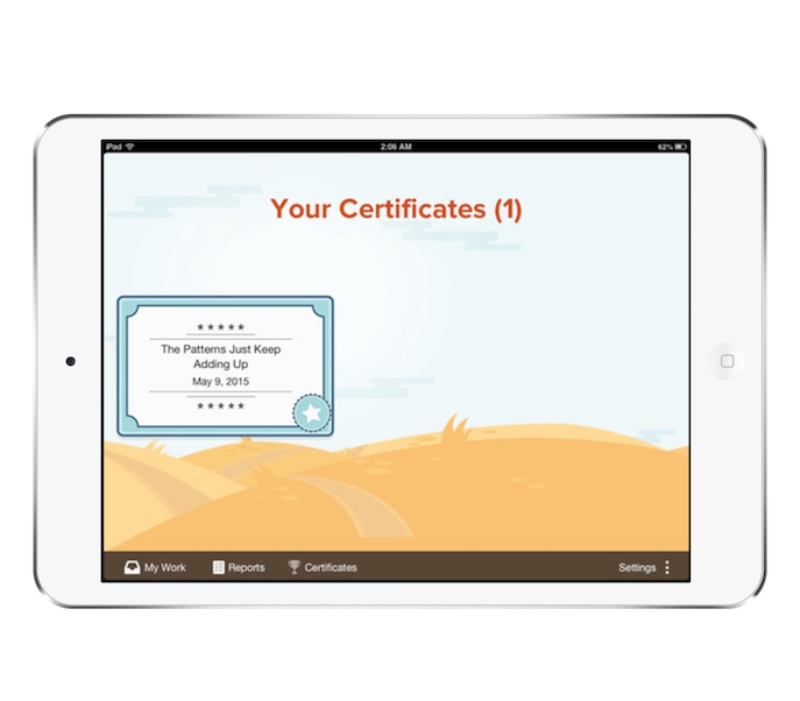 iPad 2:06 AM 62%
Your Certificates (1)
★★★★★
The Patterns Just Keep
Adding Up
May 9, 2015
★★★★★
My Work Reports Certificates Settings